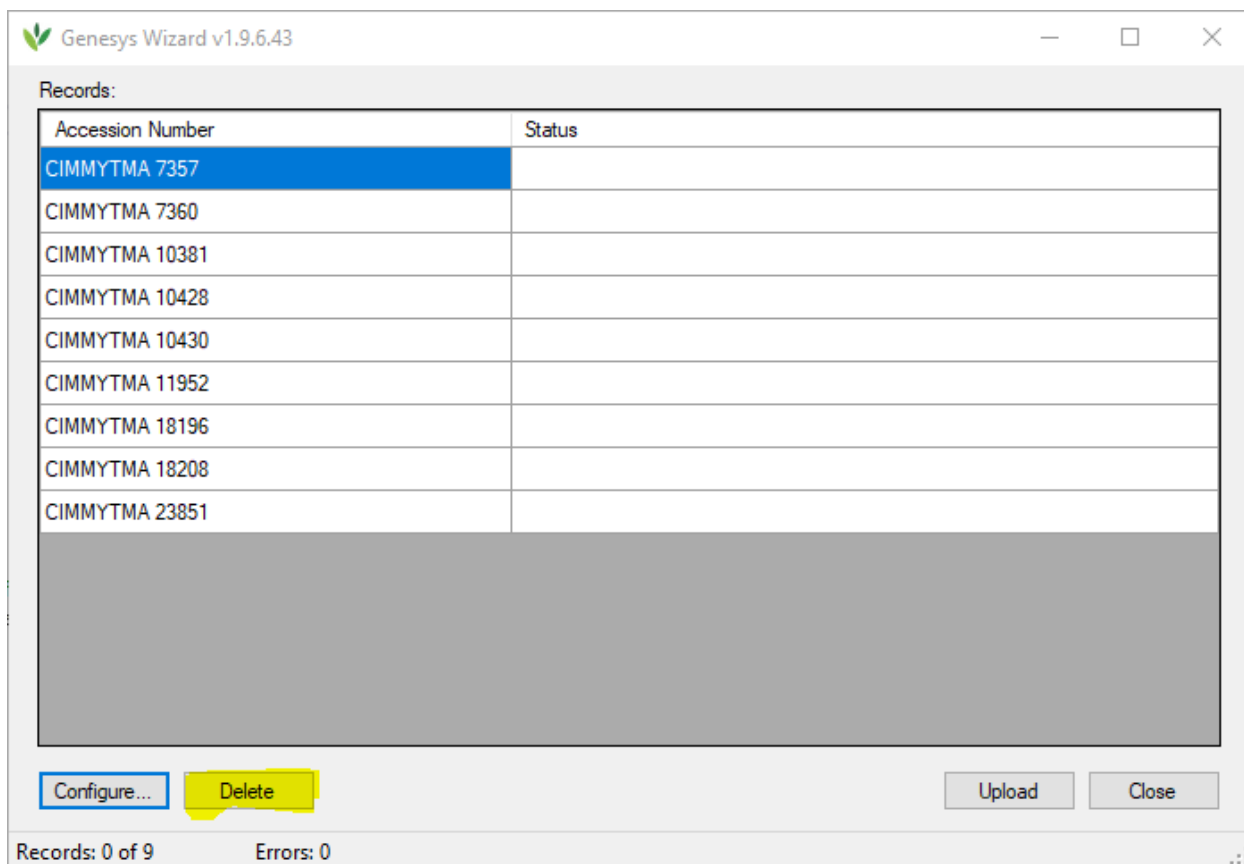 Genesys Wizard v1.9.6.43
Records:
Accession Number Status
CIMMYTMA 7357
CIMMYTMA 7360
CIMMYTMA 10381
CIMMYTMA 10428
CIMMYTMA 10430
CIMMYTMA 11952
CIMMYTMA 18196
CIMMYTMA 18208
CIMMYTMA 23851
Configure... Delete Upload Close
Records: 0 of 9 Errors: 0